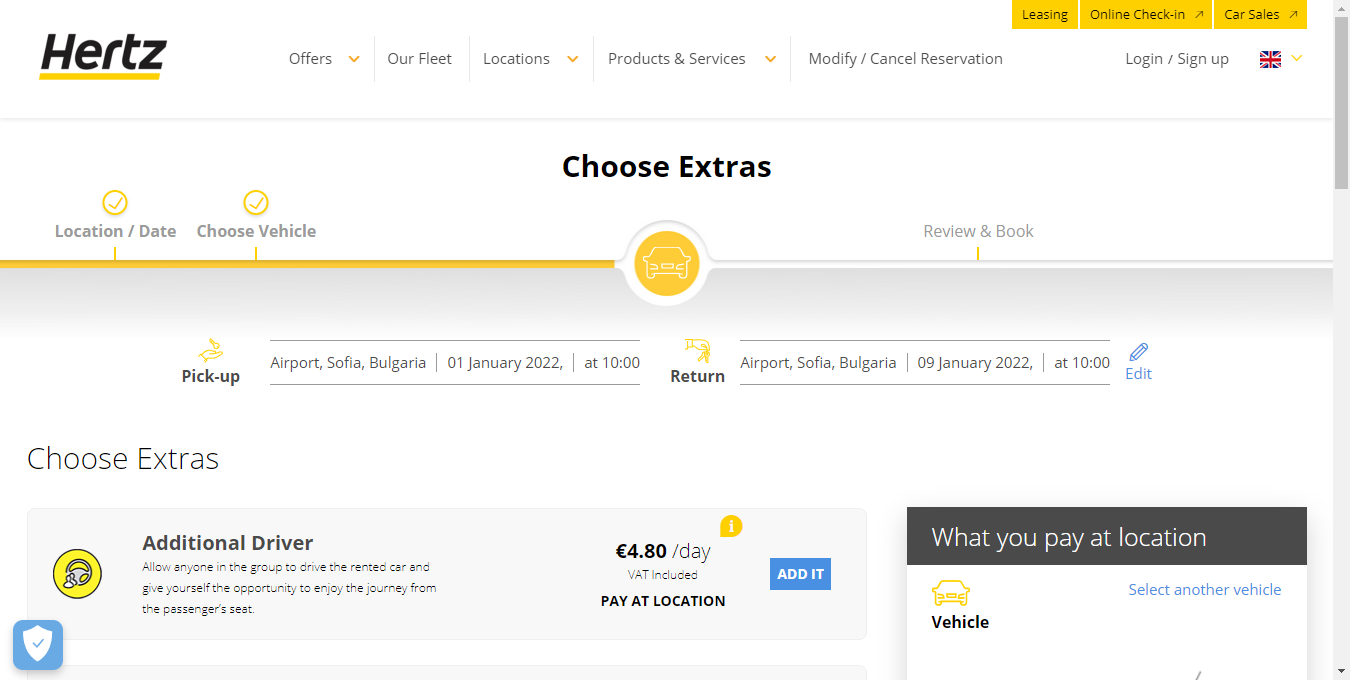 Leasing
Online Check-in
Car Sales
Hertz
Offers
Our Fleet
Locations
Products & Services
Modify / Cancel Reservation
Login / Sign up
Choose Extras
Location / Date
Choose Vehicle
Review & Book
Pick-up
Airport, Sofia, Bulgaria
01 January 2022,
at 10:00
Return
Airport, Sofia, Bulgaria
09 January 2022,
at 10:00
Edit
Choose Extras
Additional Driver
Allow anyone in the group to drive the rented car and
give yourself the opportunity to enjoy the journey from
the passenger's seat.
i
€4.80 /day
VAT Included
PAY AT LOCATION
ADD IT
What you pay at location
Select another vehicle
Vehicle